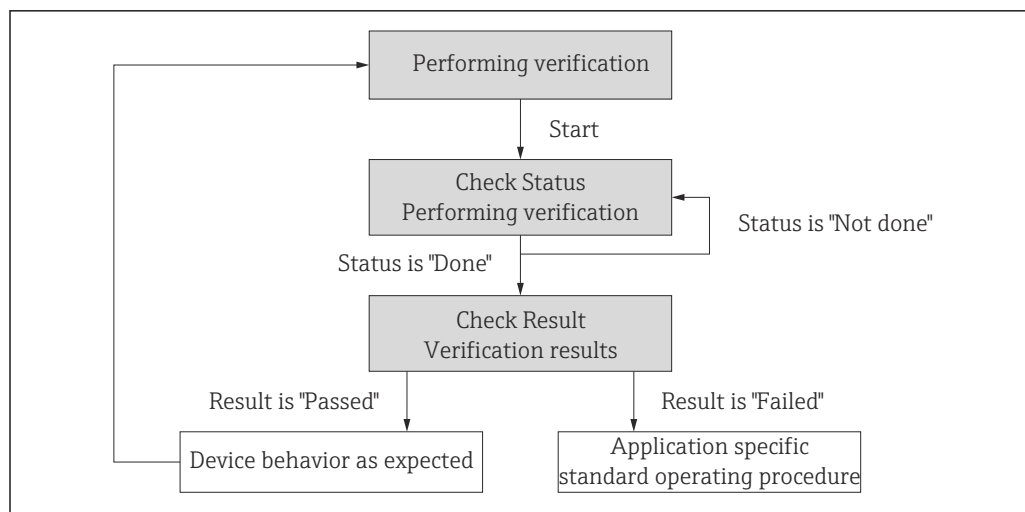 Performing verification
Start
Check Status
Performing verification
Status is "Not done"
Status is "Done"
Check Result
Verification results
Result is "Passed"
Result is "Failed"
Device behavior as expected
Application specific
standard operating procedure